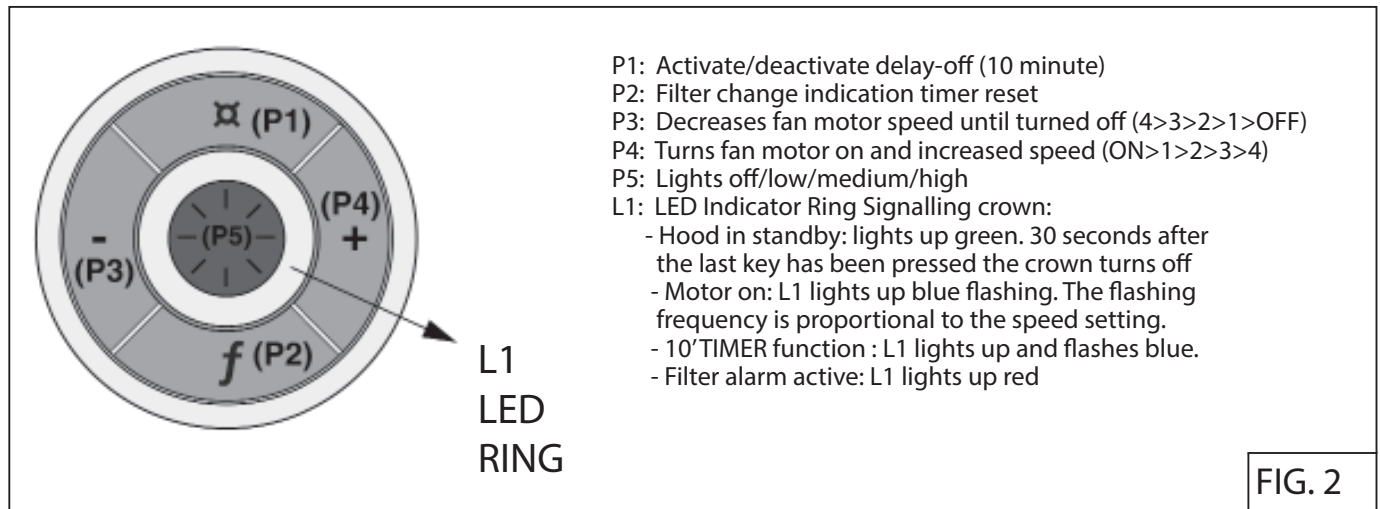 ¤ (P1)
(P4)
+
-(P5)-
-
(P3)
ƒ (P2)
L1
LED
RING
P1: Activate/deactivate delay-off (10 minute)
P2: Filter change indication timer reset
P3: Decreases fan motor speed until turned off (4>3>2>1>OFF)
P4: Turns fan motor on and increased speed (ON>1>2>3>4)
P5: Lights off/low/medium/high
L1: LED Indicator Ring Signalling crown:
- Hood in standby: lights up green. 30 seconds after
the last key has been pressed the crown turns off
- Motor on: L1 lights up blue flashing. The flashing
frequency is proportional to the speed setting.
- 10’ TIMER function : L1 lights up and flashes blue.
- Filter alarm active: L1 lights up red
FIG. 2